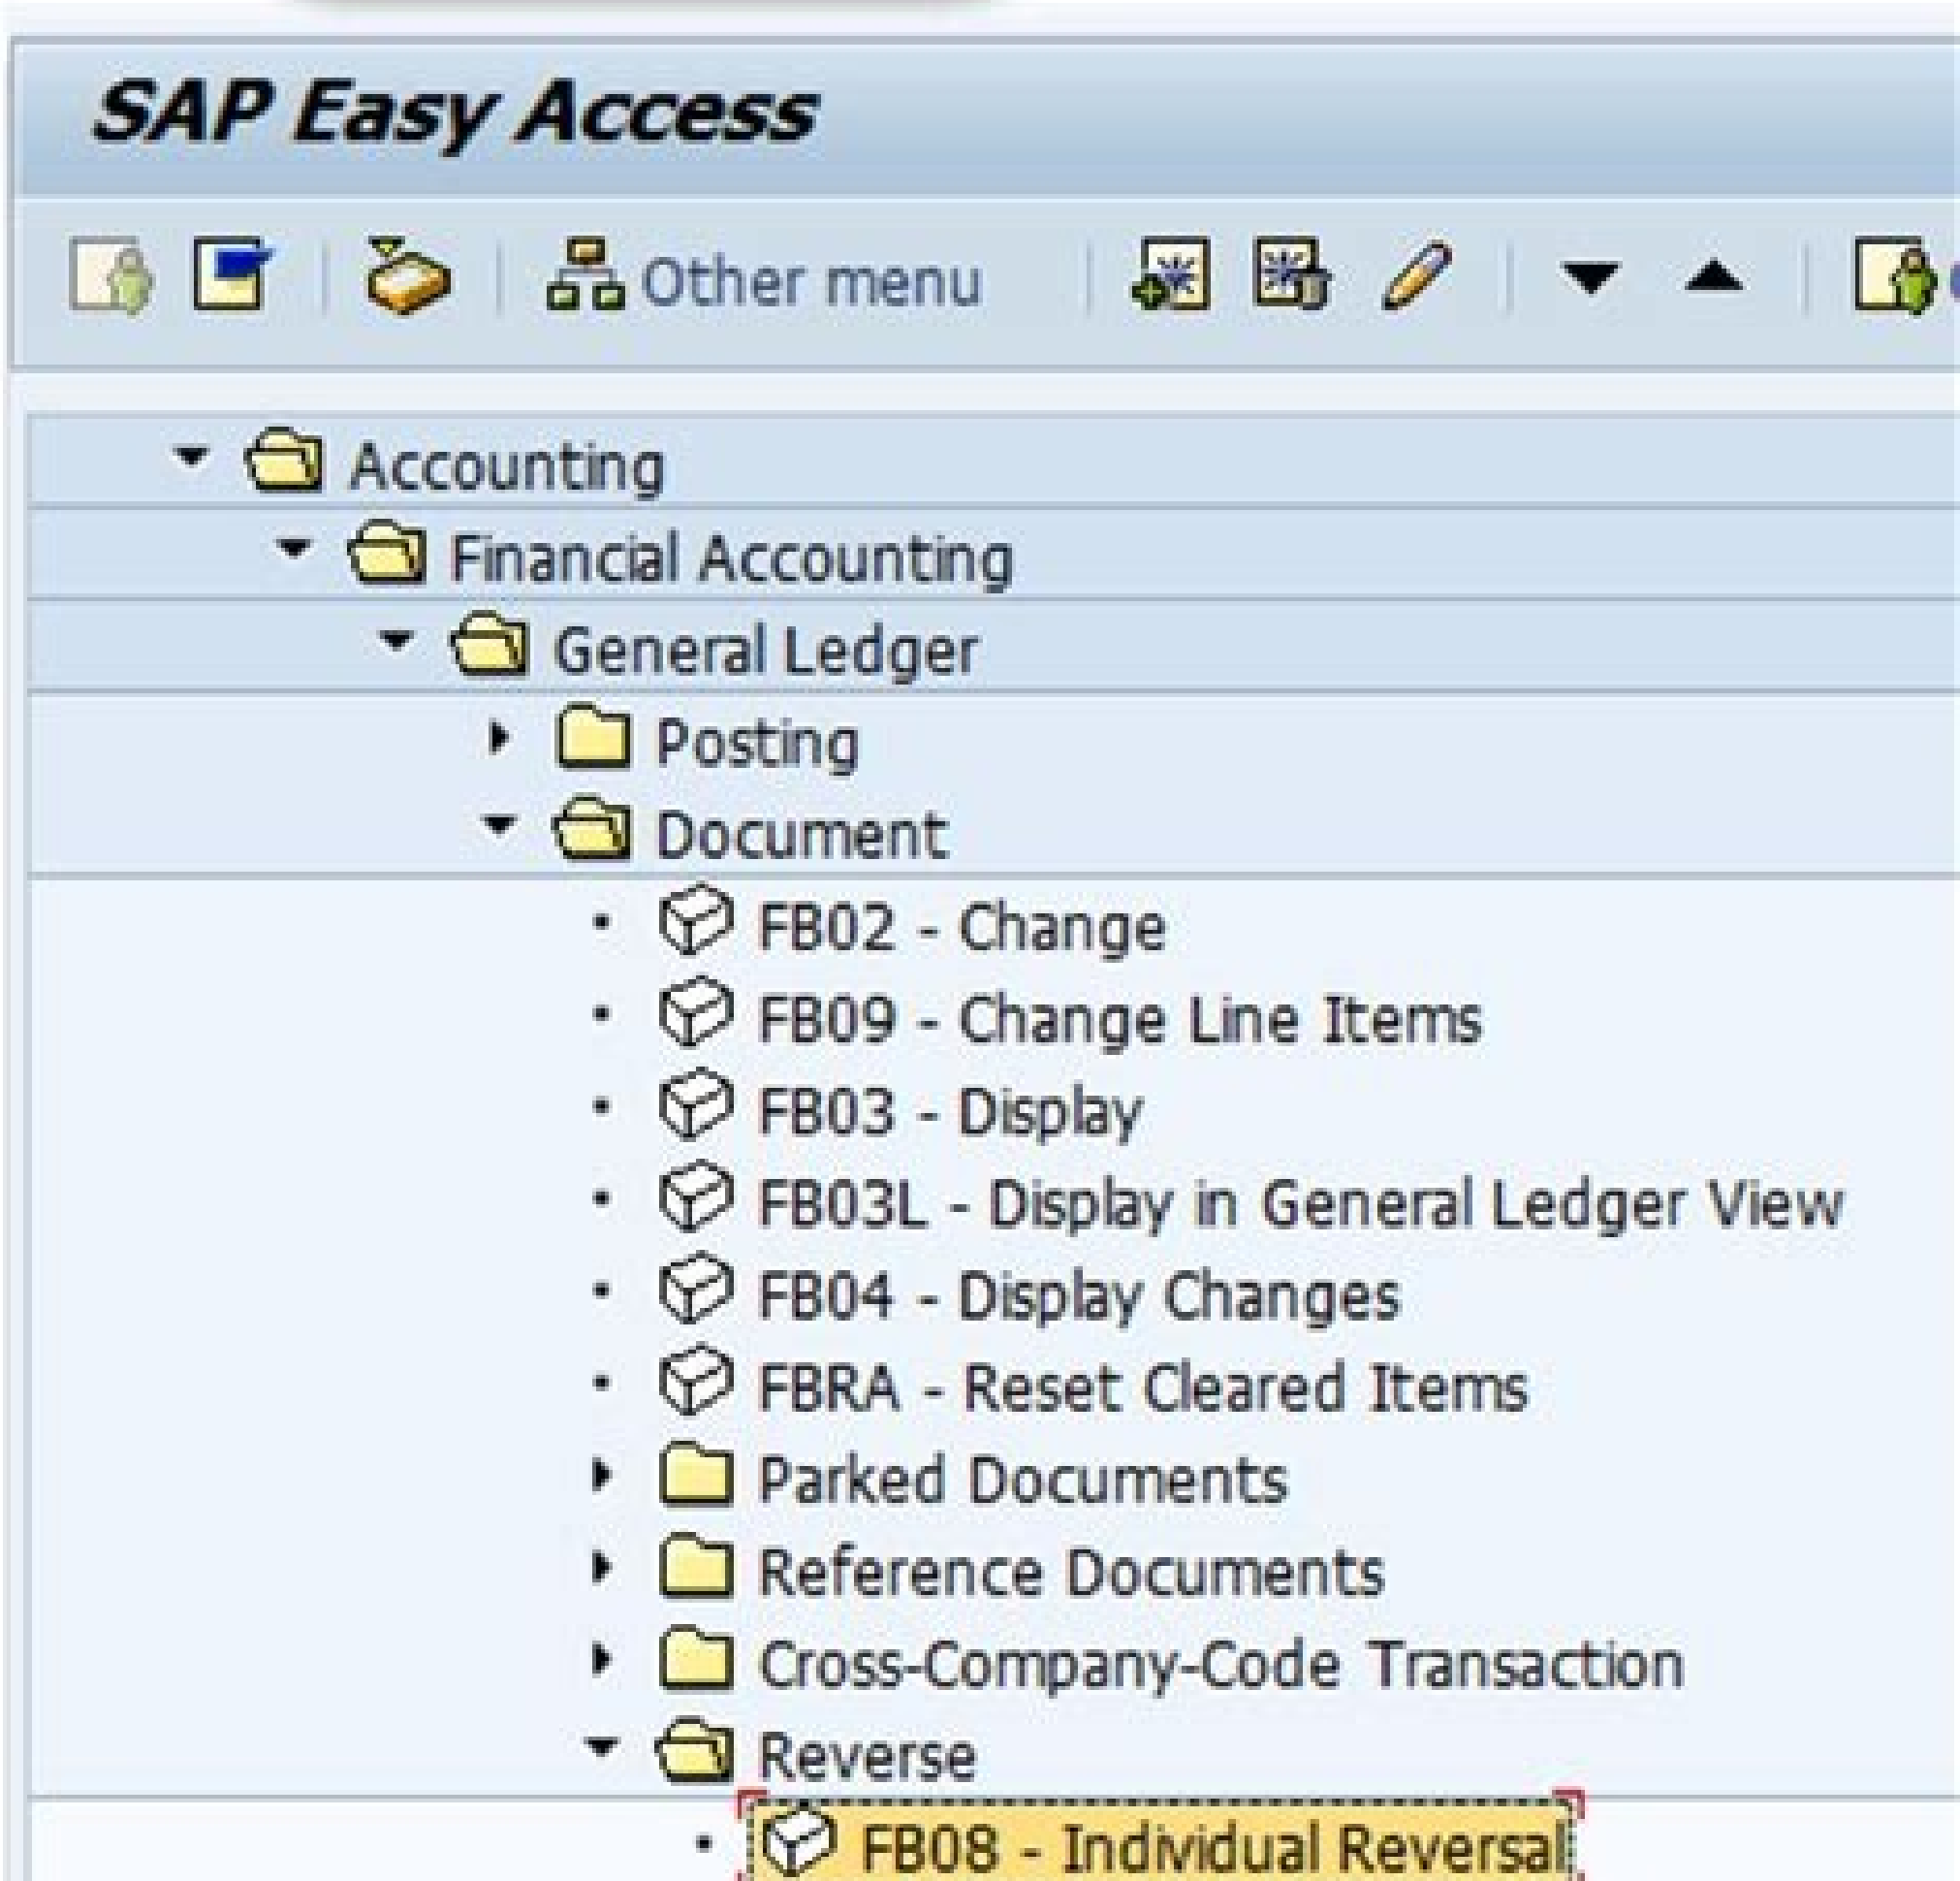 SAP Easy Access
Other menu
Accounting
Financial Accounting
General Ledger
Posting
Document
FB02 - Change
FB09 - Change Line Items
FB03 - Display
FB03L - Display in General Ledger View
FB04 - Display Changes
FBRA - Reset Cleared Items
Parked Documents
Reference Documents
Cross-Company-Code Transaction
Reverse
FB08 - Individual Reversal